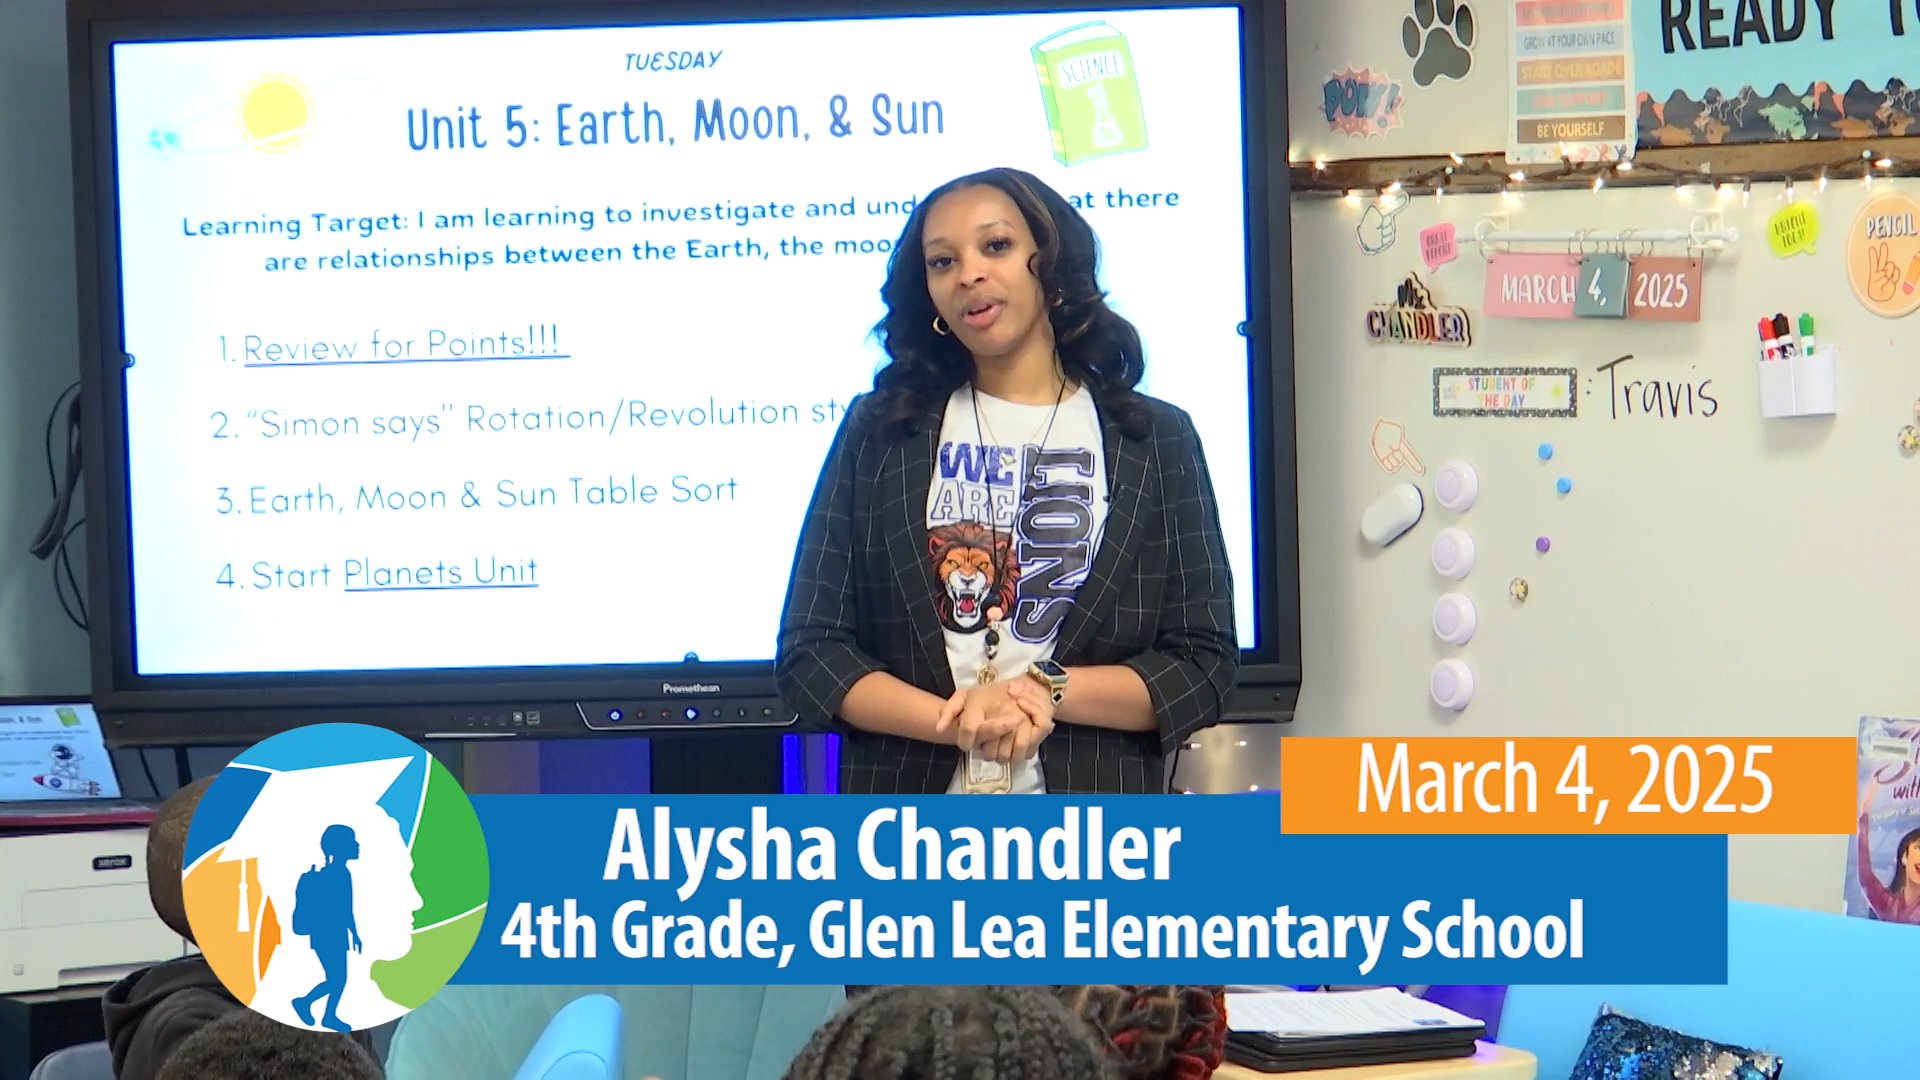 TUESDAY
Unit 5: Earth, Moon, & Sun
SCIENCE
Learning Target: I am learning to investigate and und at there
are relationships between the Earth, the moo
1. Review for Points!!!
2. "Simon says" Rotation/Revolution sty
3. Earth, Moon & Sun Table Sort
4. Start Planets Unit
Promethean
WE
ARE
LIONS
xerox
POW!
GROW AT YOUR OWN PACE
START OVER AGAIN
BE YOURSELF
READY
BRIGHT
IDEA!
PENCIL
MARCH 4, 2025
Ms.
CHANDLER
STUDENT OF
THE DAY
: Travis
with
March 4, 2025
Alysha Chandler
4th Grade, Glen Lea Elementary School